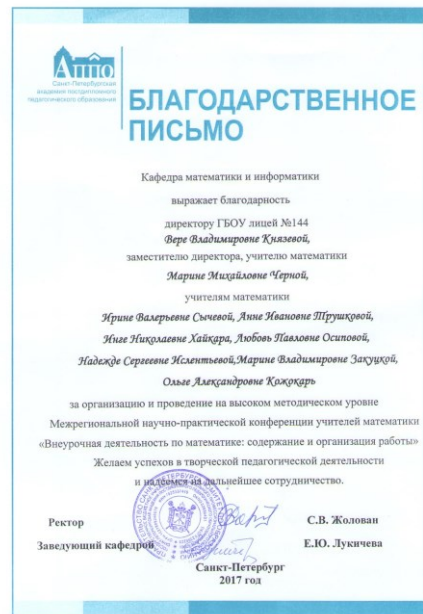 АППО
Санкт-Петербургская
академия постдипломного
педагогического образования
БЛАГОДАРСТВЕННОЕ
ПИСЬМО
Кафедра математики и информатики
выражает благодарность
директору ГБОУ лицей №144
Вере Владимировне Князевой,
заместителю директора, учителю математики
Марине Михайловне Черной,
учителям математики
Ирине Валерьевне Сычевой, Анне Ивановне Трушковой,
Инге Николаевне Хайкара, Любовь Павловне Осиповой,
Надежде Сергеевне Ислентьевой,Марине Владимировне Закуцкой,
Ольге Александровне Кожокарь
за организацию и проведение на высоком методическом уровне
Межрегиональной научно-практической конференции учителей математики
«Внеурочная деятельность по математике: содержание и организация работы»
Желаем успехов в творческой педагогической деятельности
и надеемся на дальнейшее сотрудничество.
Ректор С.В. Жолован
Заведующий кафедрой Е.Ю. Лукичева
Санкт-Петербург
2017 год